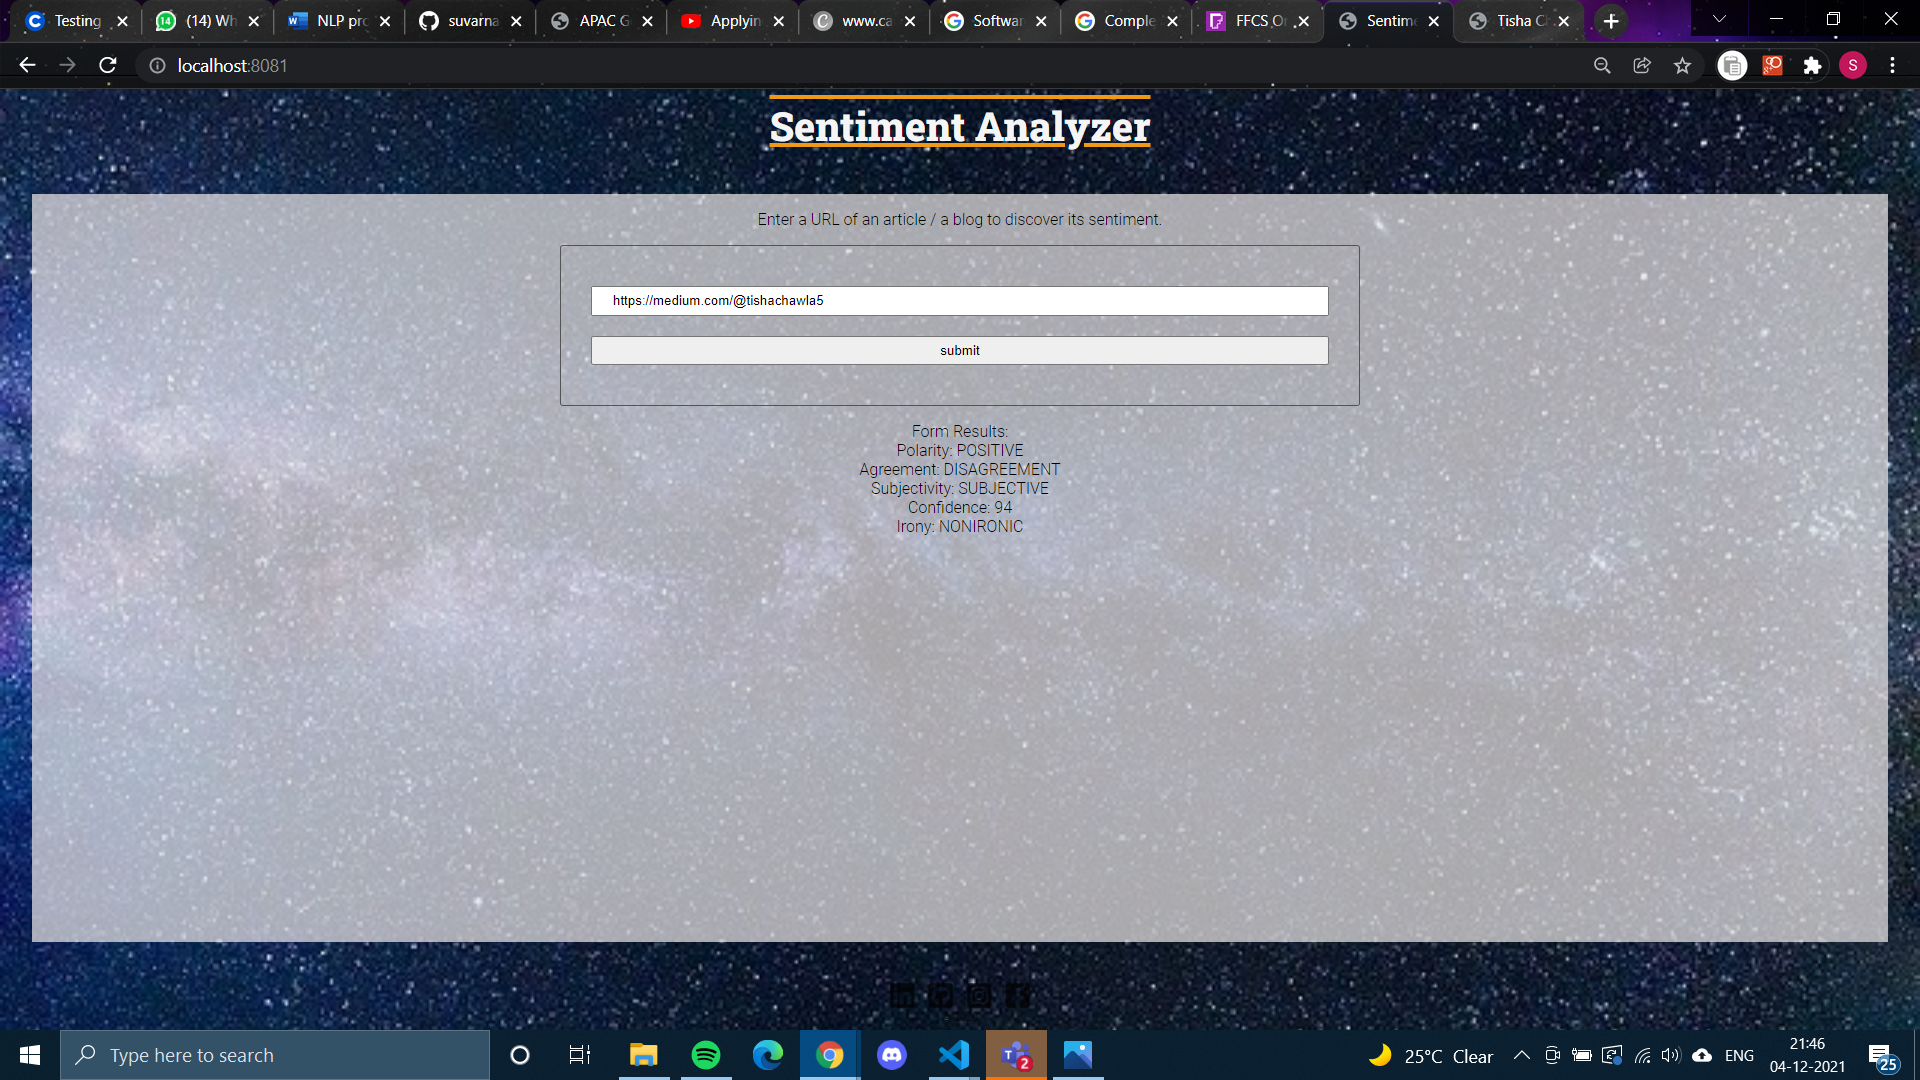 Testing
(14) Wh
NLP pro
suvarna
APAC G
Applyin
www.ca
Softwar
Comple
FFCS O
Sentime
Tisha C
localhost:8081
S
Sentiment Analyzer
Enter a URL of an article / a blog to discover its sentiment.
https://medium.com/@tishachawla5
submit
Form Results:
Polarity: POSITIVE
Agreement: DISAGREEMENT
Subjectivity: SUBJECTIVE
Confidence: 94
Irony: NONIRONIC
Type here to search
2
25°C Clear
ENG
21:46
04-12-2021
25